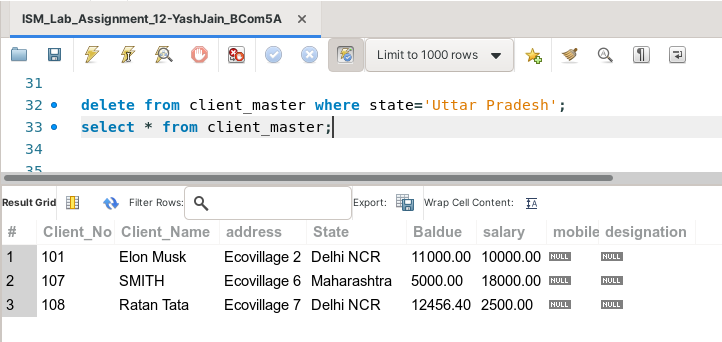 ISM_Lab_Assignment_12-YashJain_BCom5A ×
Limit to 1000 rows
31
32 delete from client_master where state='Uttar Pradesh';
33 select * from client_master;
34
35
Result Grid Filter Rows: Export: Wrap Cell Content: IA
# Client_No Client_Name address State Baldue salary mobile designation
1 101 Elon Musk Ecovillage 2 Delhi NCR 11000.00 10000.00 NULL NULL
2 107 SMITH Ecovillage 6 Maharashtra 5000.00 18000.00 NULL NULL
3 108 Ratan Tata Ecovillage 7 Delhi NCR 12456.40 2500.00 NULL NULL